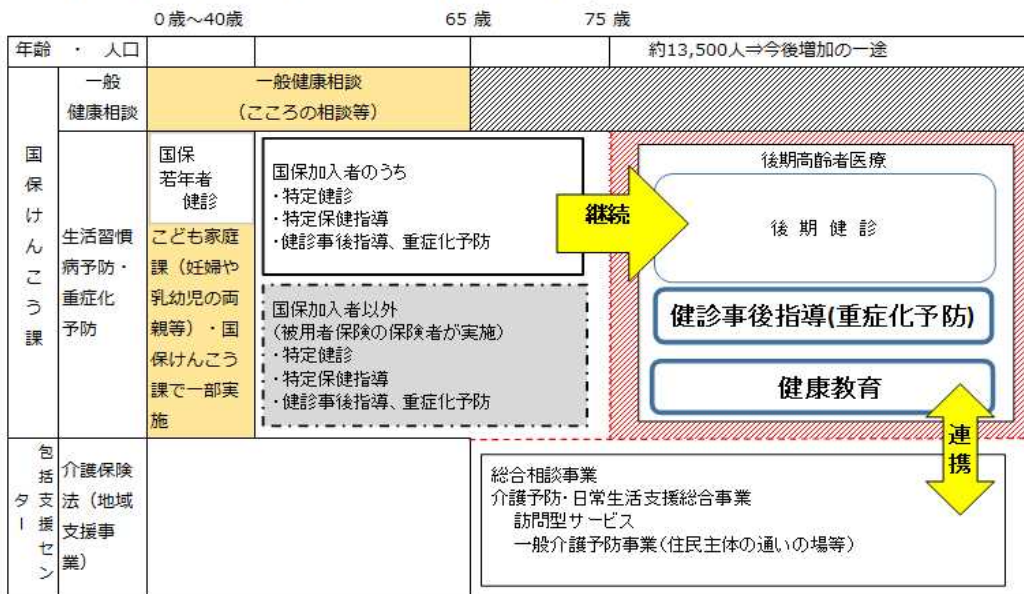 0歳～40歳
65 歳
75 歳
年齢 ・ 人口
約13,500人⇒今後増加の一途
国保けんこう課
一般
健康相談
一般健康相談
（こころの相談等）
生活習慣
病予防・
重症化
予防
国保
若年者
健診
こども家庭
課（妊婦や
乳幼児の両
親等）・国
保けんこう
課で一部実
施
国保加入者のうち
・特定健診
・特定保健指導
・健診事後指導、重症化予防
国保加入者以外
(被用者保険の保険者が実施)
・特定健診
・特定保健指導
・健診事後指導、重症化予防
継続
後期高齢者医療
後 期 健 診
健診事後指導(重症化予防)
健康教育
連携
包括支援センター
介護保険
法（地域
支援事
業）
総合相談事業
介護予防・日常生活支援総合事業
訪問型サービス
一般介護予防事業(住民主体の通いの場等)